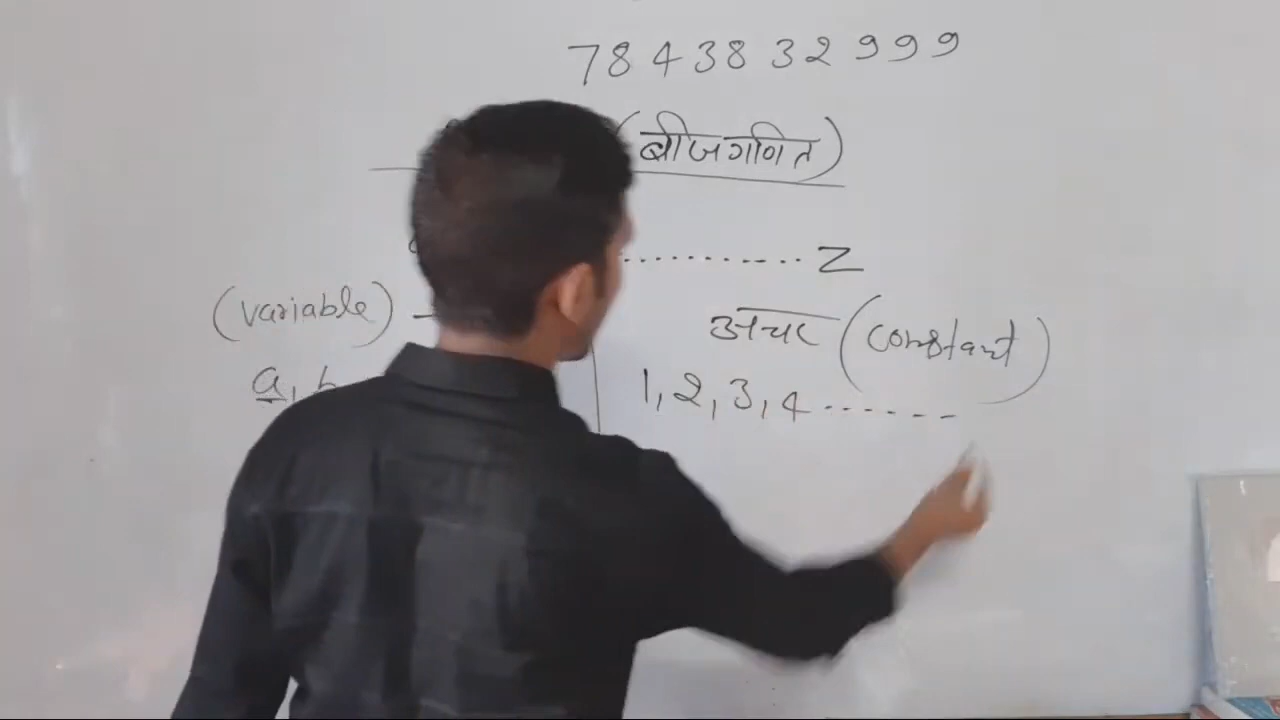 7843832999
(बीजगणित)
.......... Z
(variable) –
अचर (constant)
a,
1, 2, 3, 4 ------